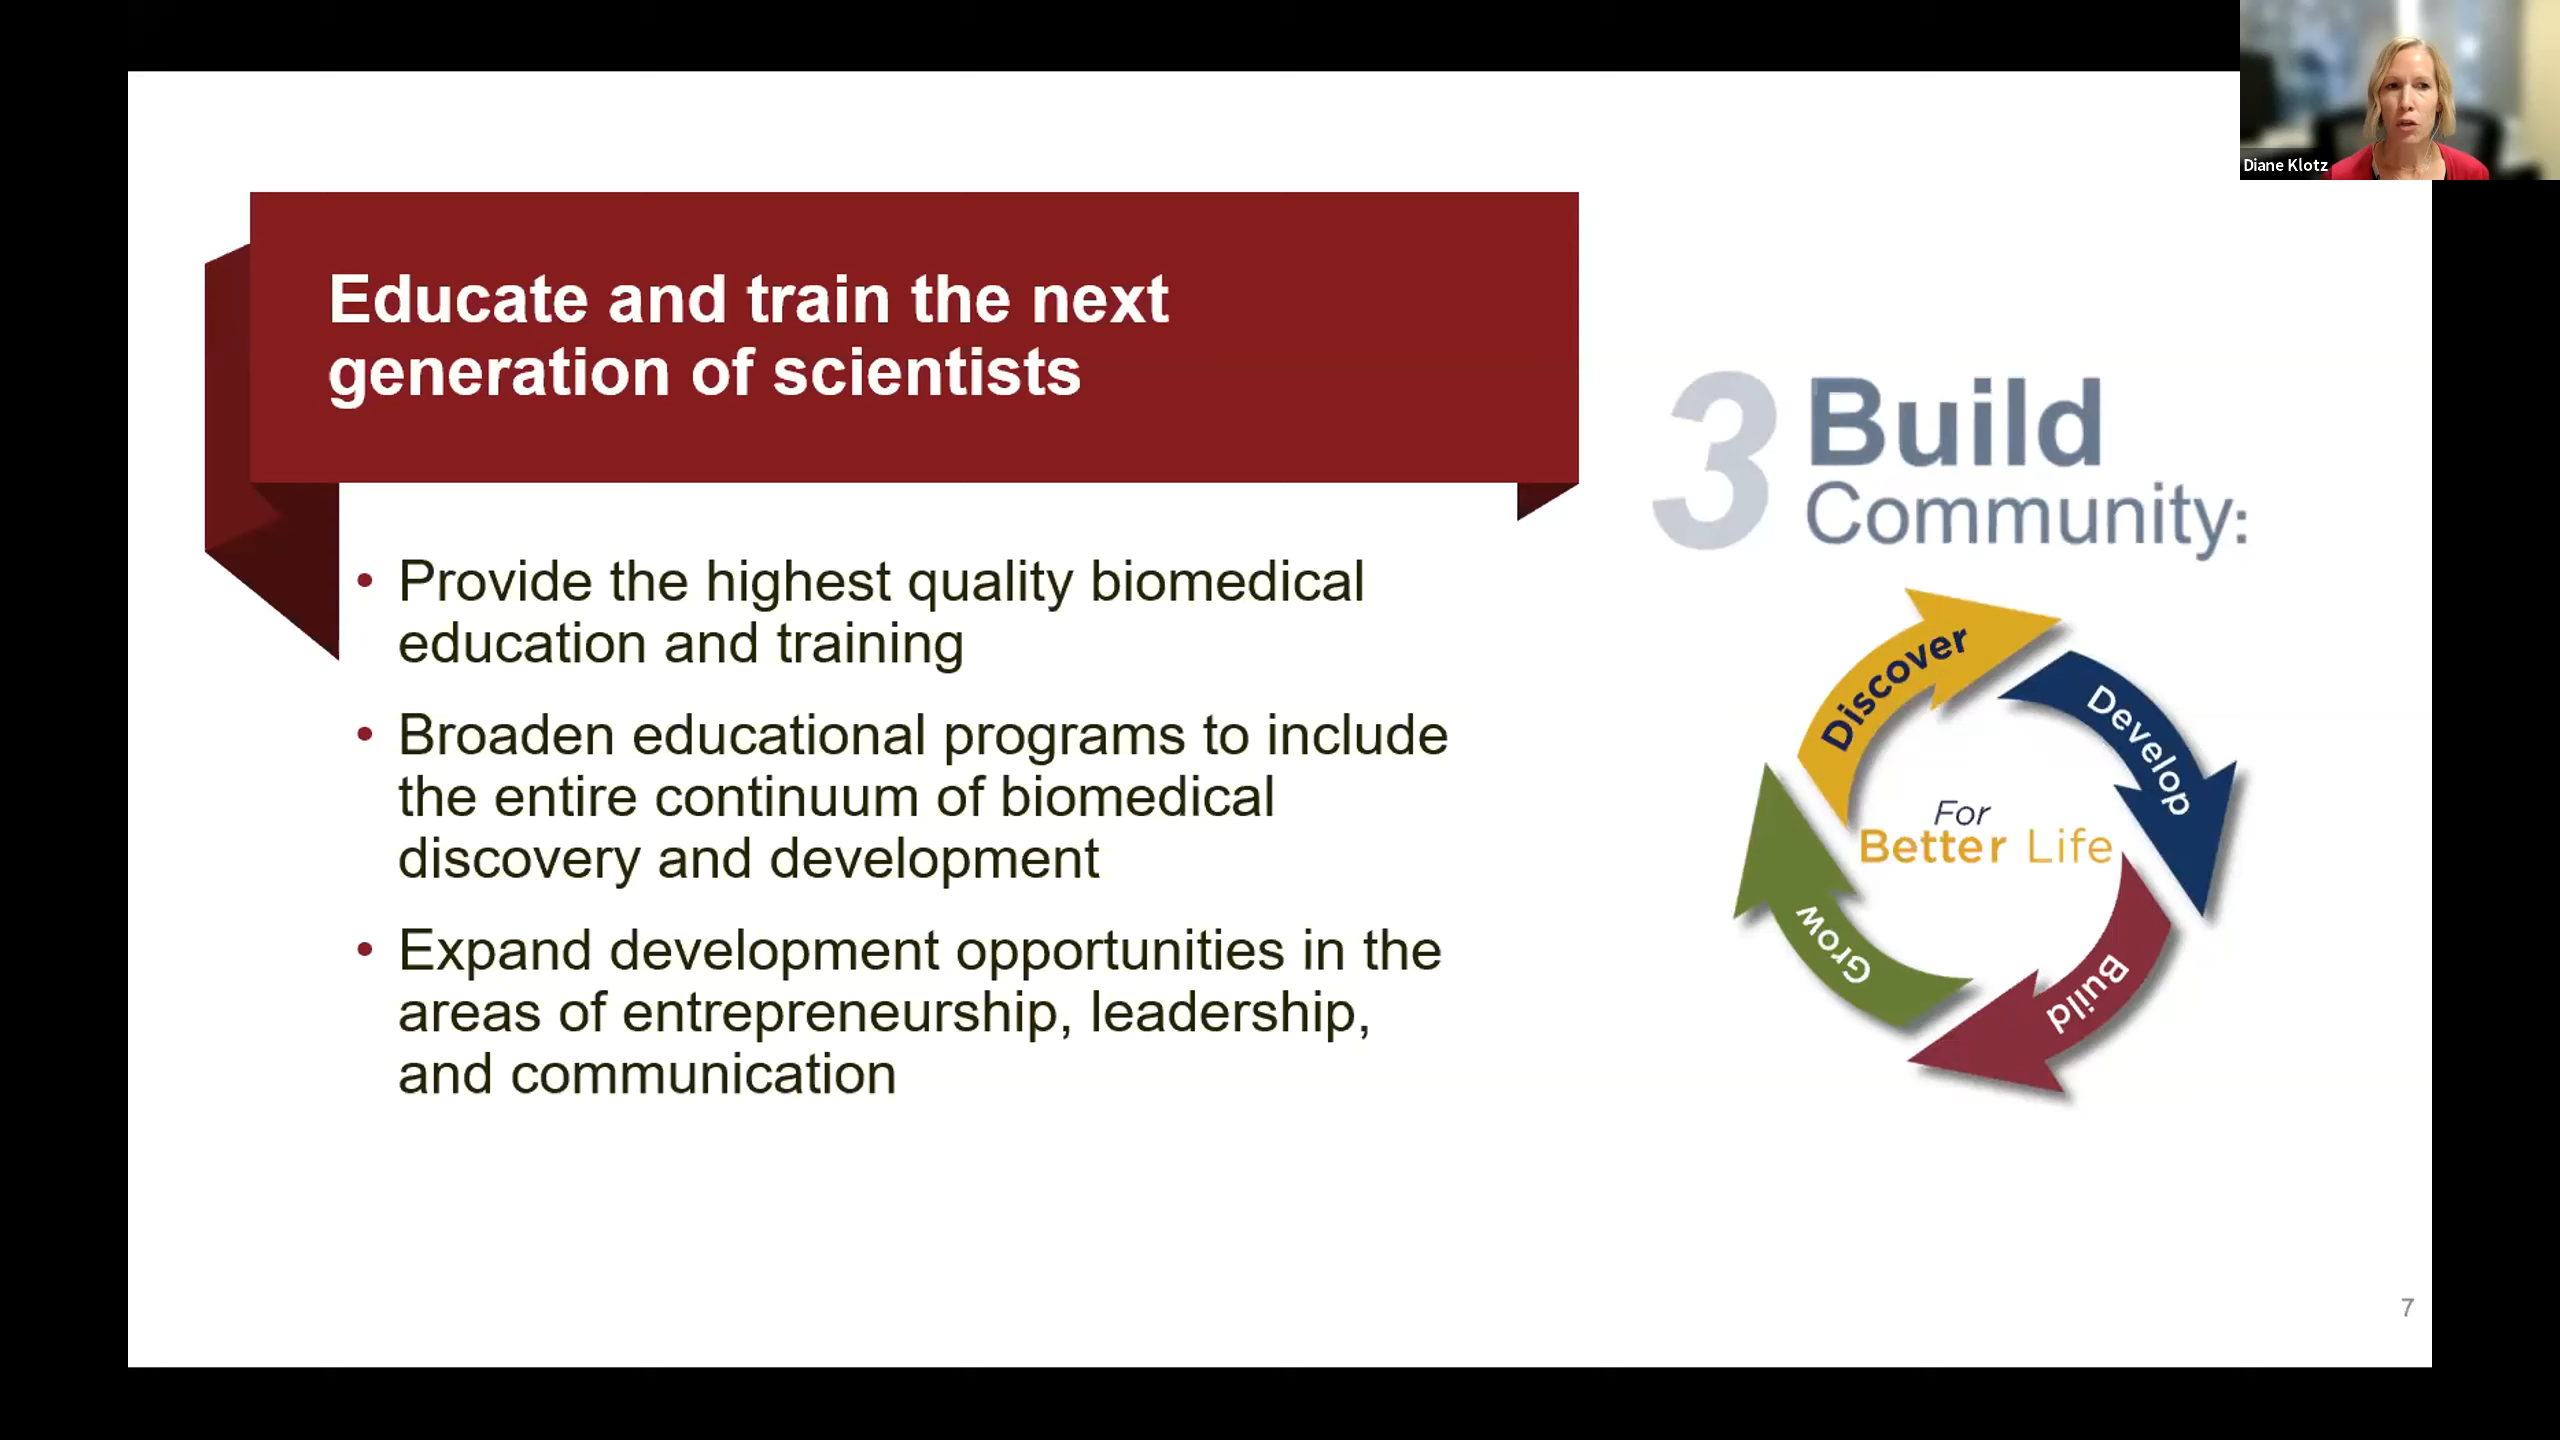 Diane Klotz
Educate and train the next
generation of scientists
• Provide the highest quality biomedical
education and training
• Broaden educational programs to include
the entire continuum of biomedical
discovery and development
• Expand development opportunities in the
areas of entrepreneurship, leadership,
and communication
3 Build
Community:
Discover
Develop
Build
Grow
For
Better Life
7